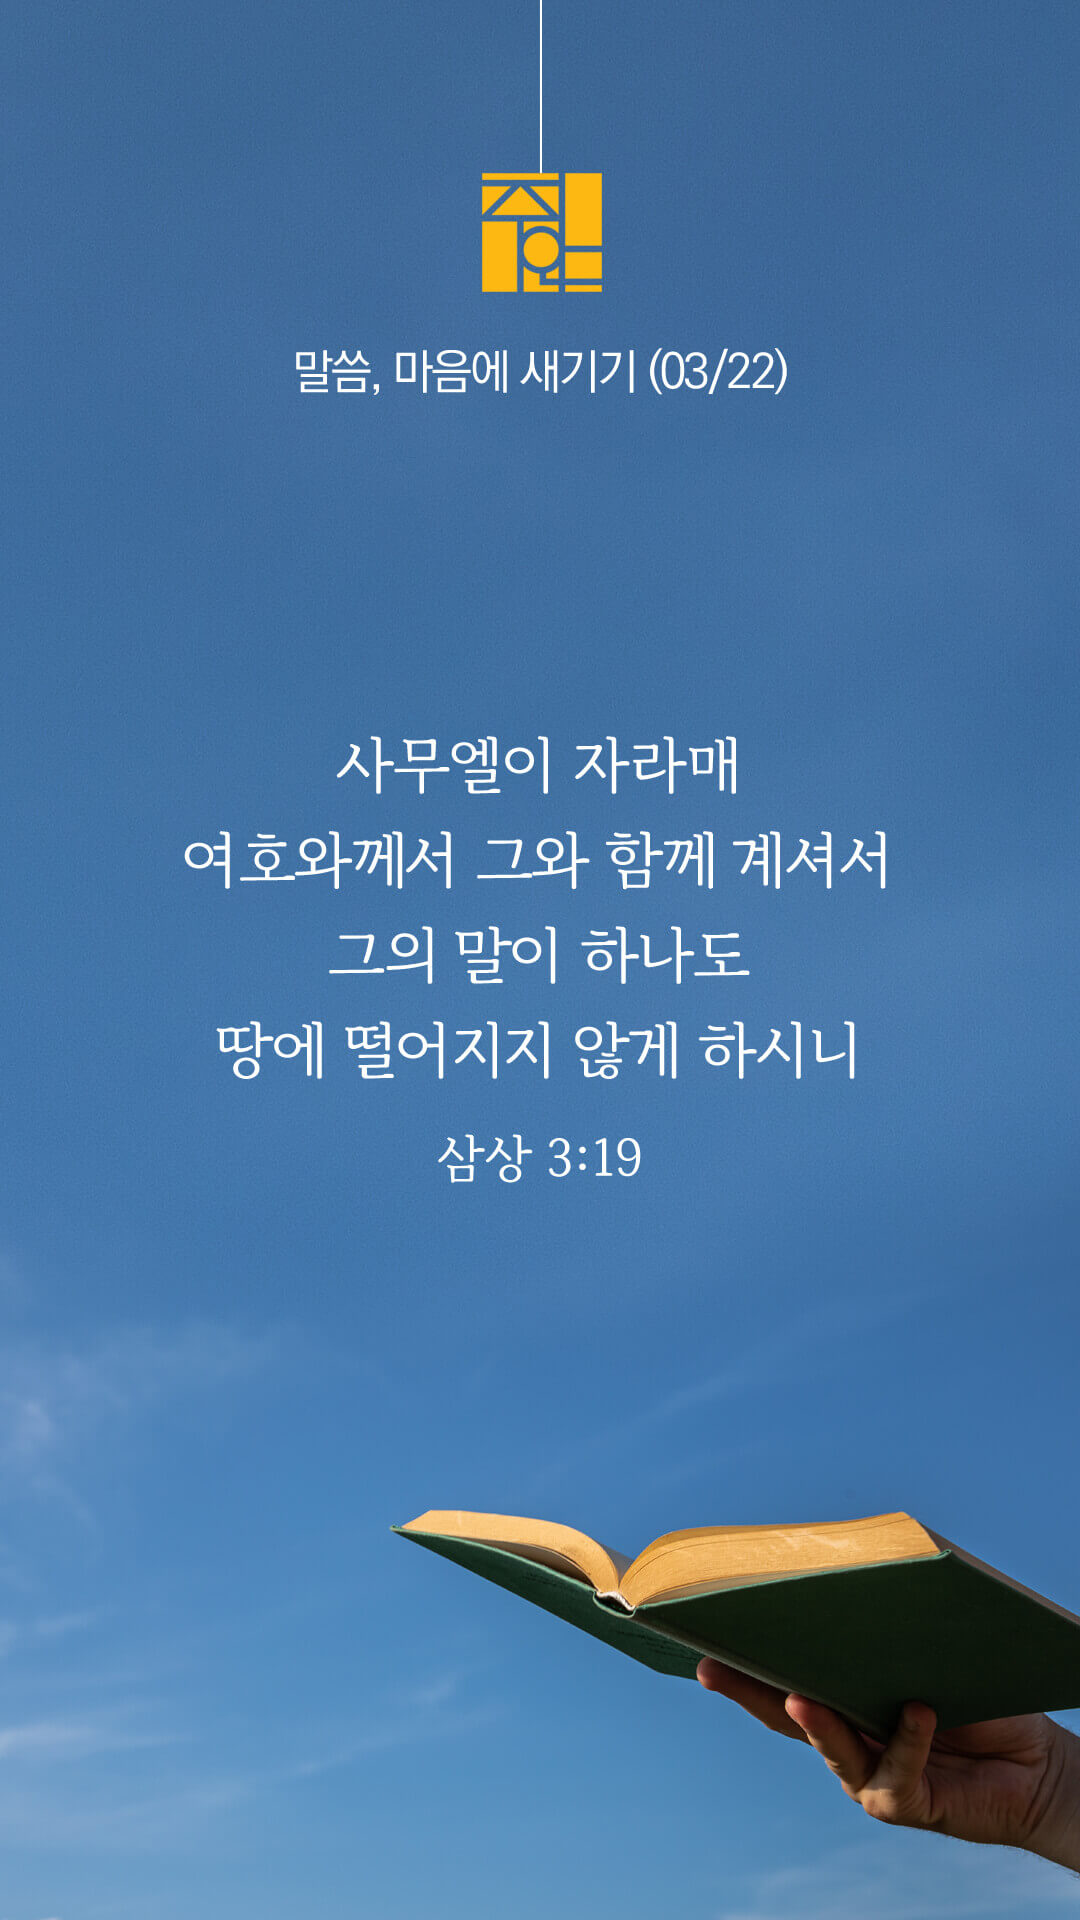 말씀, 마음에 새기기 (03/22)
사무엘이 자라매
여호와께서 그와 함께 계셔서
그의 말이 하나도
땅에 떨어지지 않게 하시니
삼상 3:19